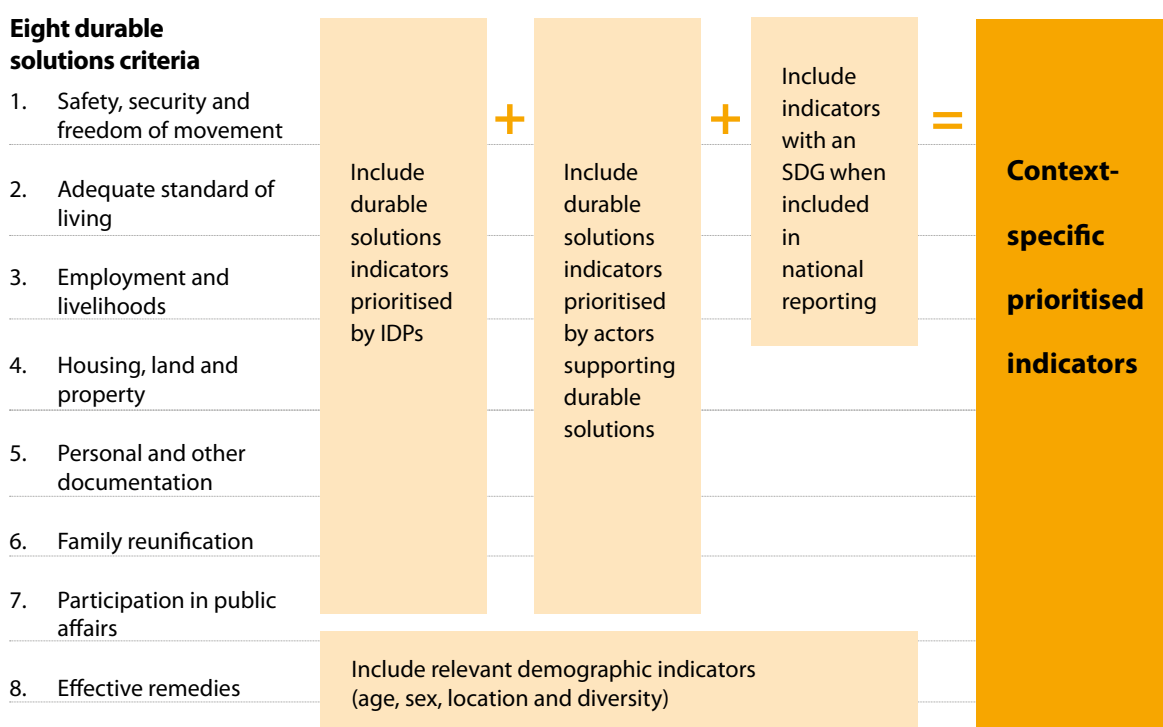 Eight durable
solutions criteria
1. Safety, security and
freedom of movement
2. Adequate standard of
living
3. Employment and
livelihoods
4. Housing, land and
property
5. Personal and other
documentation
6. Family reunification
7. Participation in public
affairs
8. Effective remedies
Include
durable
solutions
indicators
prioritised
by IDPs
+
Include
durable
solutions
indicators
prioritised
by actors
supporting
durable
solutions
+
Include
indicators
with an
SDG when
included
in
national
reporting
=
Context-
specific
prioritised
indicators
Include relevant demographic indicators
(age, sex, location and diversity)